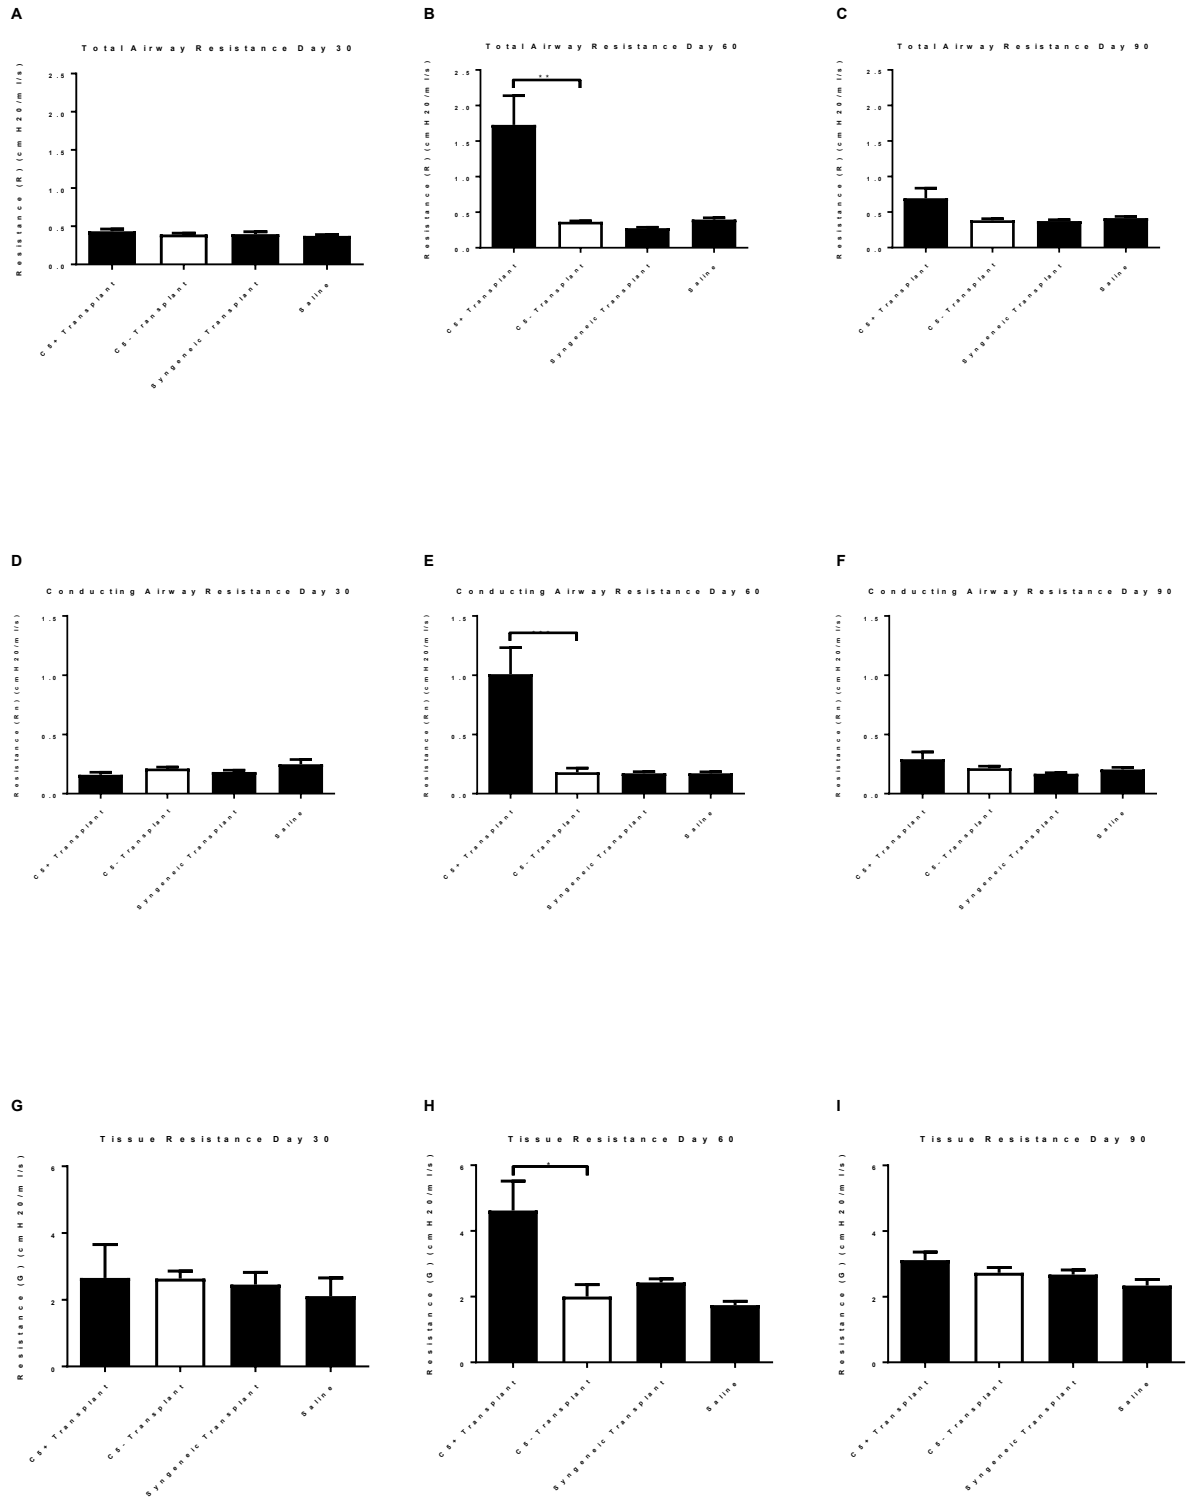 A
B
C
Total Airway Resistance Day 30
Total Airway Resistance Day 60
Total Airway Resistance Day 90
Resistance (R) (cmH20/ml/s)
2.5
2.0
1.5
1.0
0.5
0.0
C5+ Transplant
C5- Transplant
Syngeneic Transplant
Saline
Resistance (R) (cmH20/ml/s)
2.5
2.0
1.5
1.0
0.5
0.0
**
C5+ Transplant
C5- Transplant
Syngeneic Transplant
Saline
Resistance (R) (cmH20/ml/s)
2.5
2.0
1.5
1.0
0.5
0.0
C5+ Transplant
C5- Transplant
Syngeneic Transplant
Saline
D
E
F
Conducting Airway Resistance Day 30
Conducting Airway Resistance Day 60
Conducting Airway Resistance Day 90
Resistance (Rn) (cmH20/ml/s)
1.5
1.0
0.5
0.0
C5+ Transplant
C5- Transplant
Syngeneic Transplant
Saline
Resistance (Rn) (cmH20/ml/s)
1.5
1.0
0.5
0.0
***
C5+ Transplant
C5- Transplant
Syngeneic Transplant
Saline
Resistance (Rn) (cmH20/ml/s)
1.5
1.0
0.5
0.0
C5+ Transplant
C5- Transplant
Syngeneic Transplant
Saline
G
H
I
Tissue Resistance Day 30
Tissue Resistance Day 60
Tissue Resistance Day 90
Resistance (G) (cmH20/ml/s)
6
4
2
0
C5+ Transplant
C5- Transplant
Syngeneic Transplant
Saline
Resistance (G) (cmH20/ml/s)
6
4
2
0
*
C5+ Transplant
C5- Transplant
Syngeneic Transplant
Saline
Resistance (G) (cmH20/ml/s)
6
4
2
0
C5+ Transplant
C5- Transplant
Syngeneic Transplant
Saline